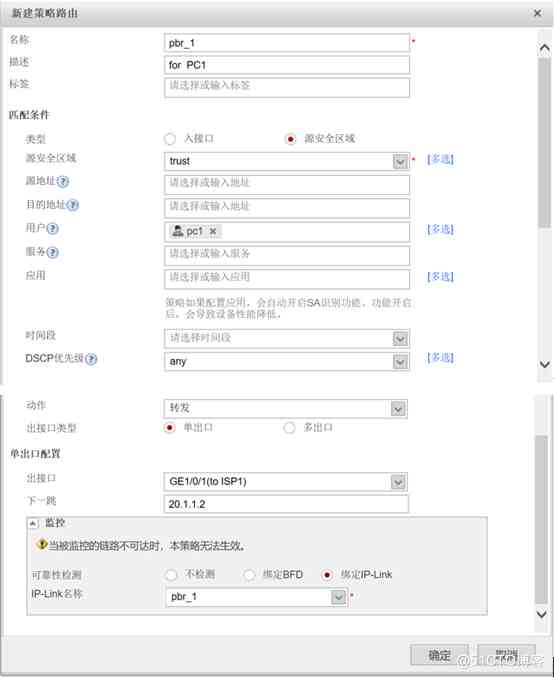 新建策略路由
名称 pbr_1 *
描述 for PC1
标签 请选择或输入标签
匹配条件
类型 入接口 源安全区域
源安全区域 trust * [多选]
源地址 ? 请选择或输入地址
目的地址 ? 请选择或输入地址
用户 ? pc1 × [多选]
服务 ? 请选择或输入服务
应用 请选择或输入应用 [多选]
策略如果配置应用，会自动开启SA识别功能。功能开启
后，会导致设备性能降低。
时间段 请选择时间段
DSCP优先级 ? any [多选]
动作 转发
出接口类型 单出口 多出口
单出口配置
出接口 GE1/0/1(to ISP1)
下一跳 20.1.1.2
监控
当被监控的链路不可达时，本策略无法生效。
可靠性检测 不检测 绑定BFD 绑定IP-Link
IP-Link名称 pbr_1 *
确定 取消
@51CTO博客